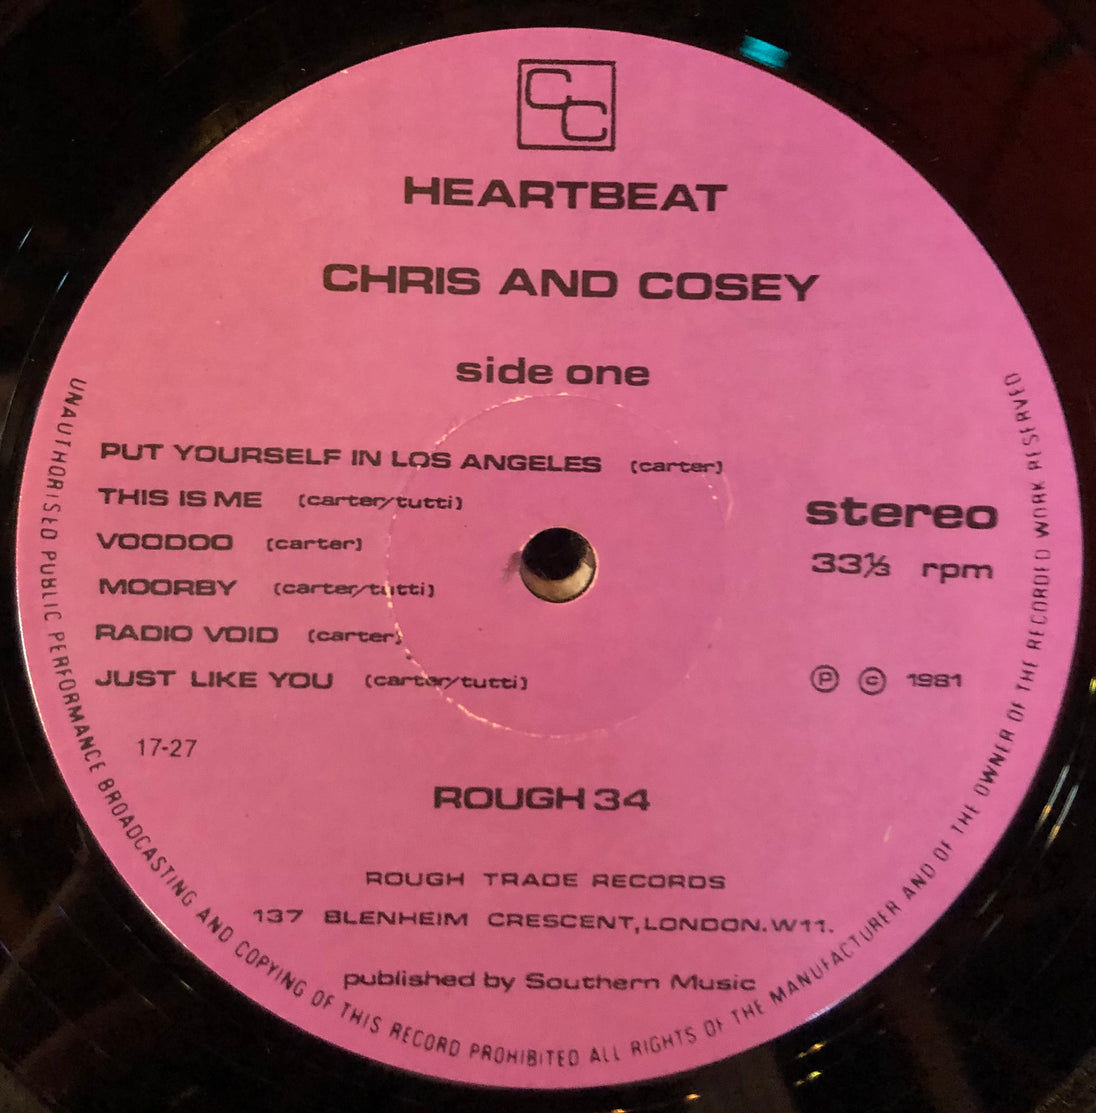 CC
HEARTBEAT
CHRIS AND COSEY
side one
PUT YOURSELF IN LOS ANGELES (carter)
THIS IS ME (carter/tutti)
VOODOO (carter)
MOORBY (carter/tutti)
RADIO VOID (carter)
JUST LIKE YOU (carter/tutti)
stereo
33⅓ rpm
Ⓟ © 1981
17-27
ROUGH 34
ROUGH TRADE RECORDS
137 BLENHEIM CRESCENT, LONDON. W11.
published by Southern Music
UNAUTHORISED PUBLIC PERFORMANCE BROADCASTING AND COPYING OF THIS RECORD PROHIBITED ALL RIGHTS OF THE MANUFACTURER AND OF THE OWNER OF THE RECORDED WORK RESERVED